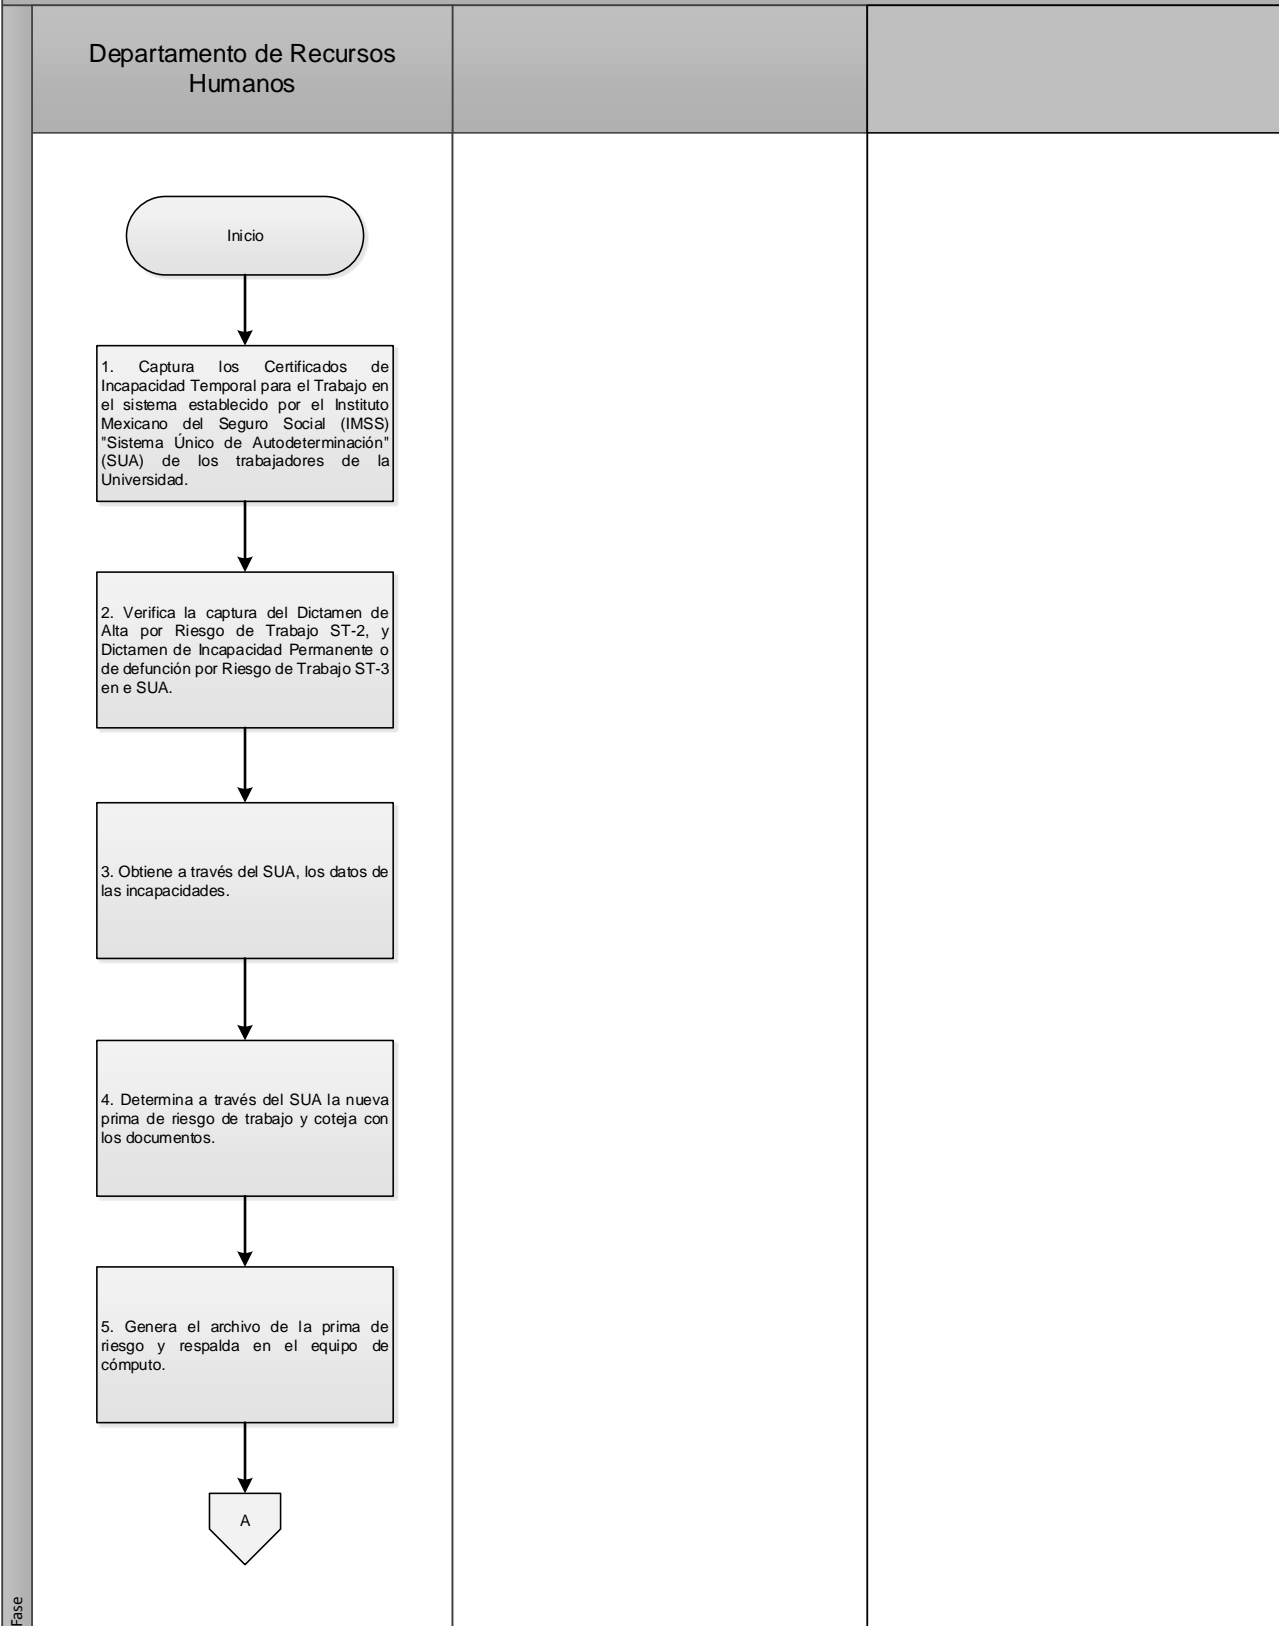 Departamento de Recursos
Humanos
Inicio
1. Captura los Certificados de
Incapacidad Temporal para el Trabajo en
el sistema establecido por el Instituto
Mexicano del Seguro Social (IMSS)
"Sistema Único de Autodeterminación"
(SUA) de los trabajadores de la
Universidad.
2. Verifica la captura del Dictamen de
Alta por Riesgo de Trabajo ST-2, y
Dictamen de Incapacidad Permanente o
de defunción por Riesgo de Trabajo ST-3
en e SUA.
3. Obtiene a través del SUA, los datos de
las incapacidades.
4. Determina a través del SUA la nueva
prima de riesgo de trabajo y coteja con
los documentos.
5. Genera el archivo de la prima de
riesgo y respalda en el equipo de
cómputo.
A
Fase